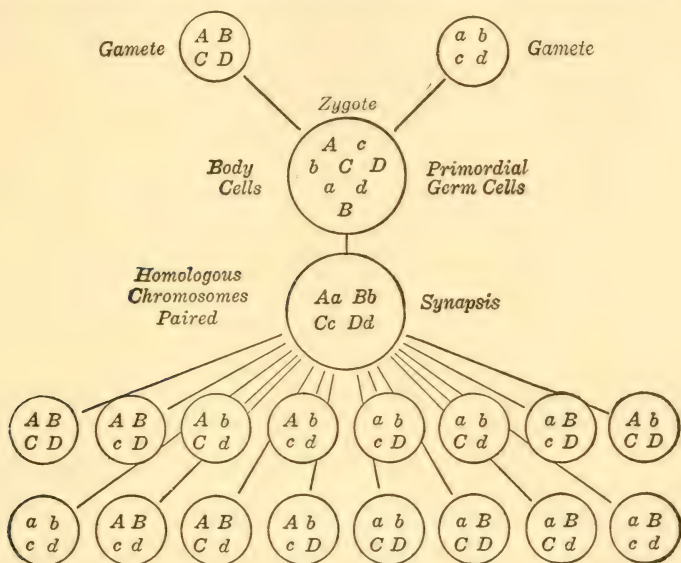 Gamete
A B
C D
a b
c d
Gamete
Zygote
A c
b C D
a d
B
Body
Cells
Primordial
Germ Cells
Homologous
Chromosomes
Paired
Aa Bb
Cc Dd
Synapsis
A B
C D
A B
c D
A b
C d
A b
c d
a b
c D
a b
C d
a B
c D
A b
C D
a b
c d
A B
c d
A B
C d
A b
c D
a b
C D
a B
C D
a B
C d
a B
c d